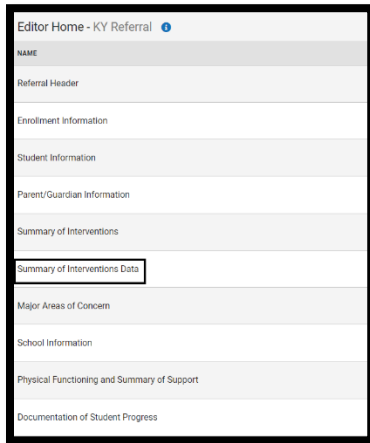 Editor Home - KY Referral
NAME
Referral Header
Enrollment Information
Student Information
Parent/Guardian Information
Summary of Interventions
Summary of Interventions Data
Major Areas of Concern
School Information
Physical Functioning and Summary of Support
Documentation of Student Progress